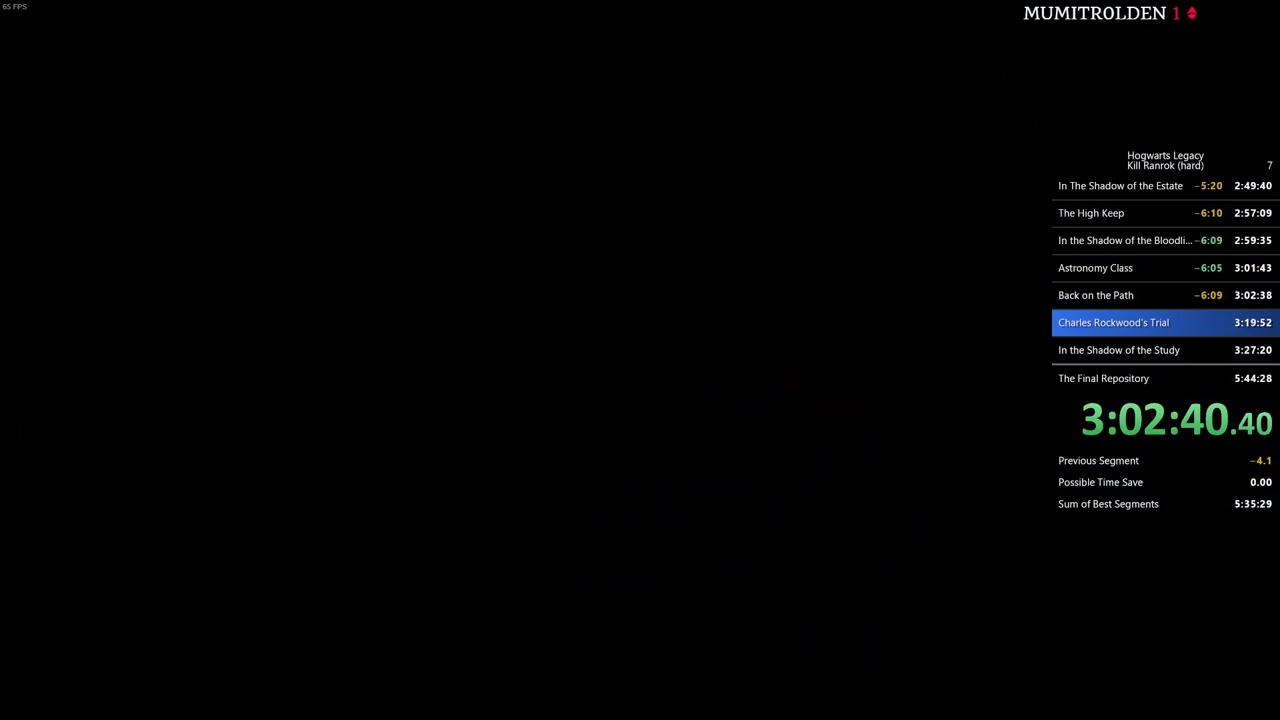 65 FPS
MUMITR0LDEN 1
Hogwarts Legacy
Kill Ranrok (hard) 7
In The Shadow of the Estate -5:20 2:49:40
The High Keep -6:10 2:57:09
In the Shadow of the Bloodli... -6:09 2:59:35
Astronomy Class -6:05 3:01:43
Back on the Path -6:09 3:02:38
Charles Rockwood's Trial 3:19:52
In the Shadow of the Study 3:27:20
The Final Repository 5:44:28
3:02:40.40
Previous Segment -4.1
Possible Time Save 0.00
Sum of Best Segments 5:35:29